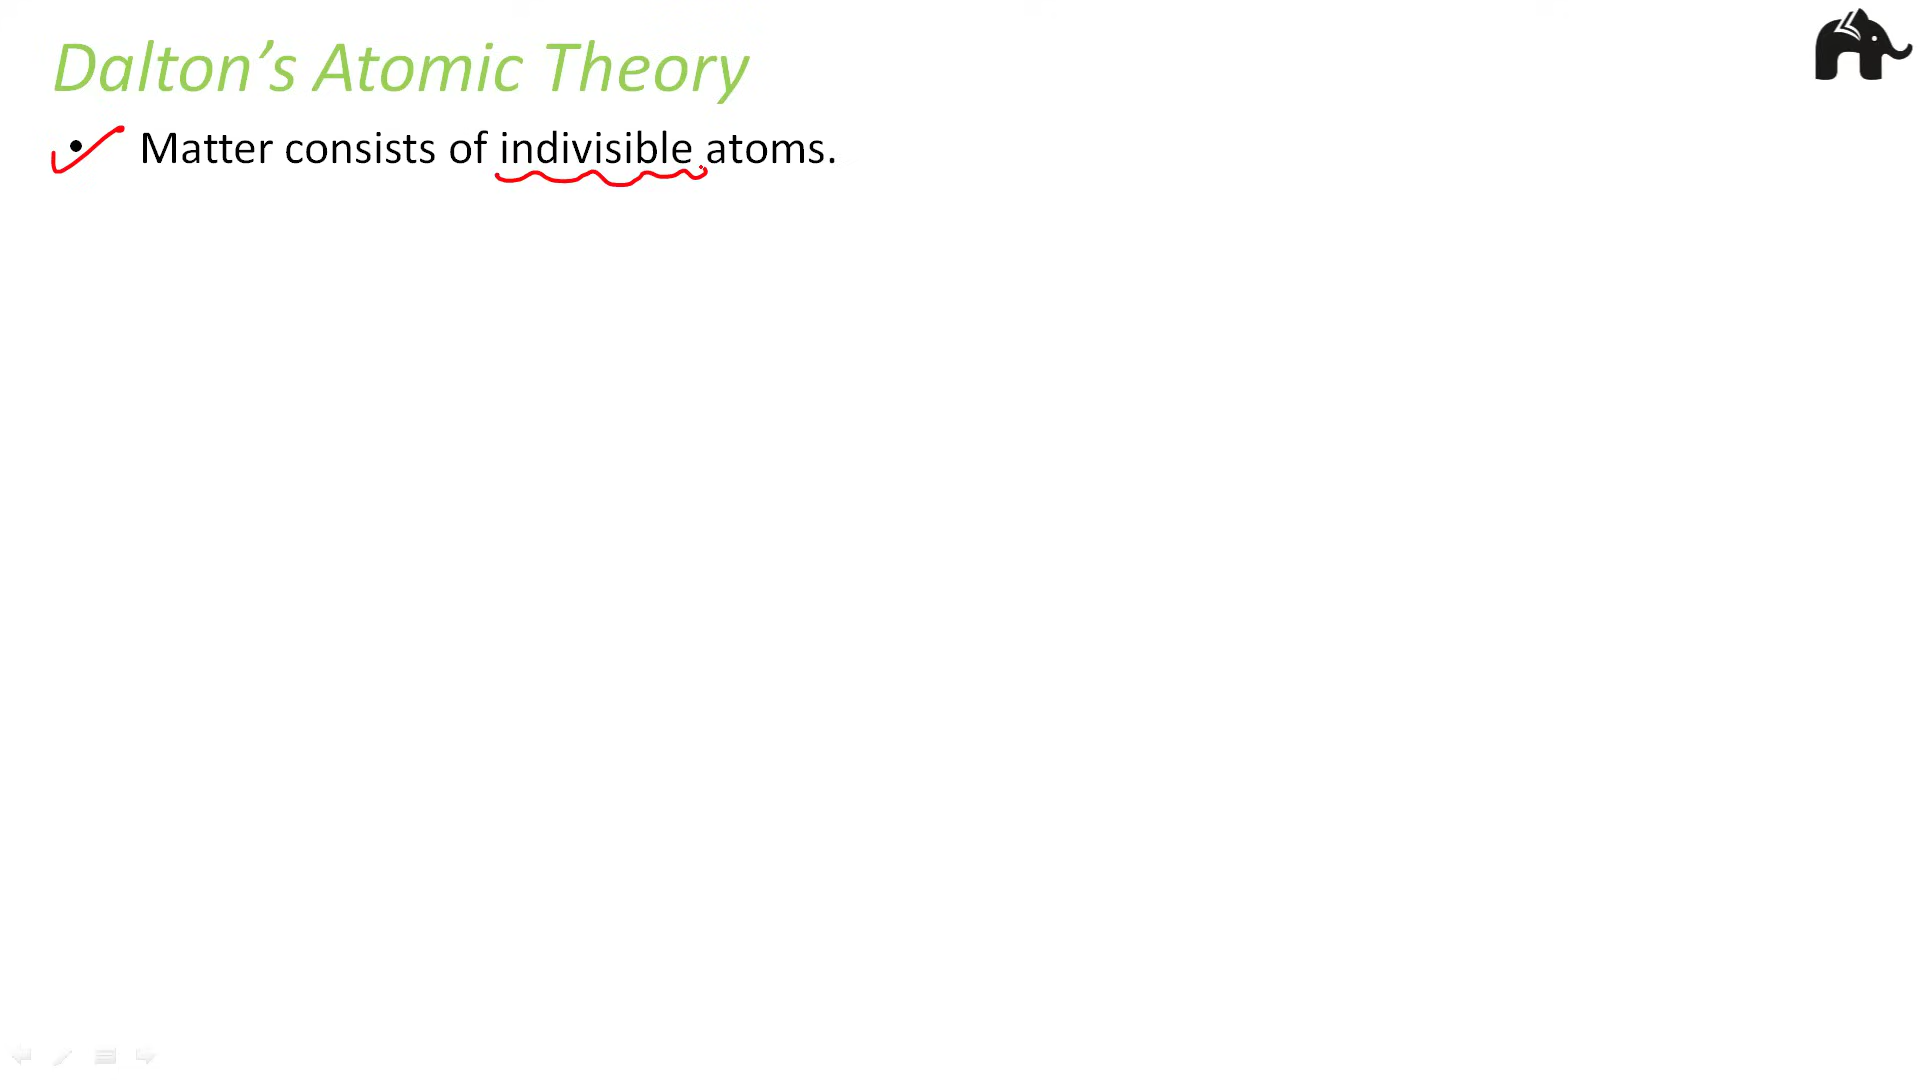 Dalton’s Atomic Theory
• Matter consists of indivisible atoms.